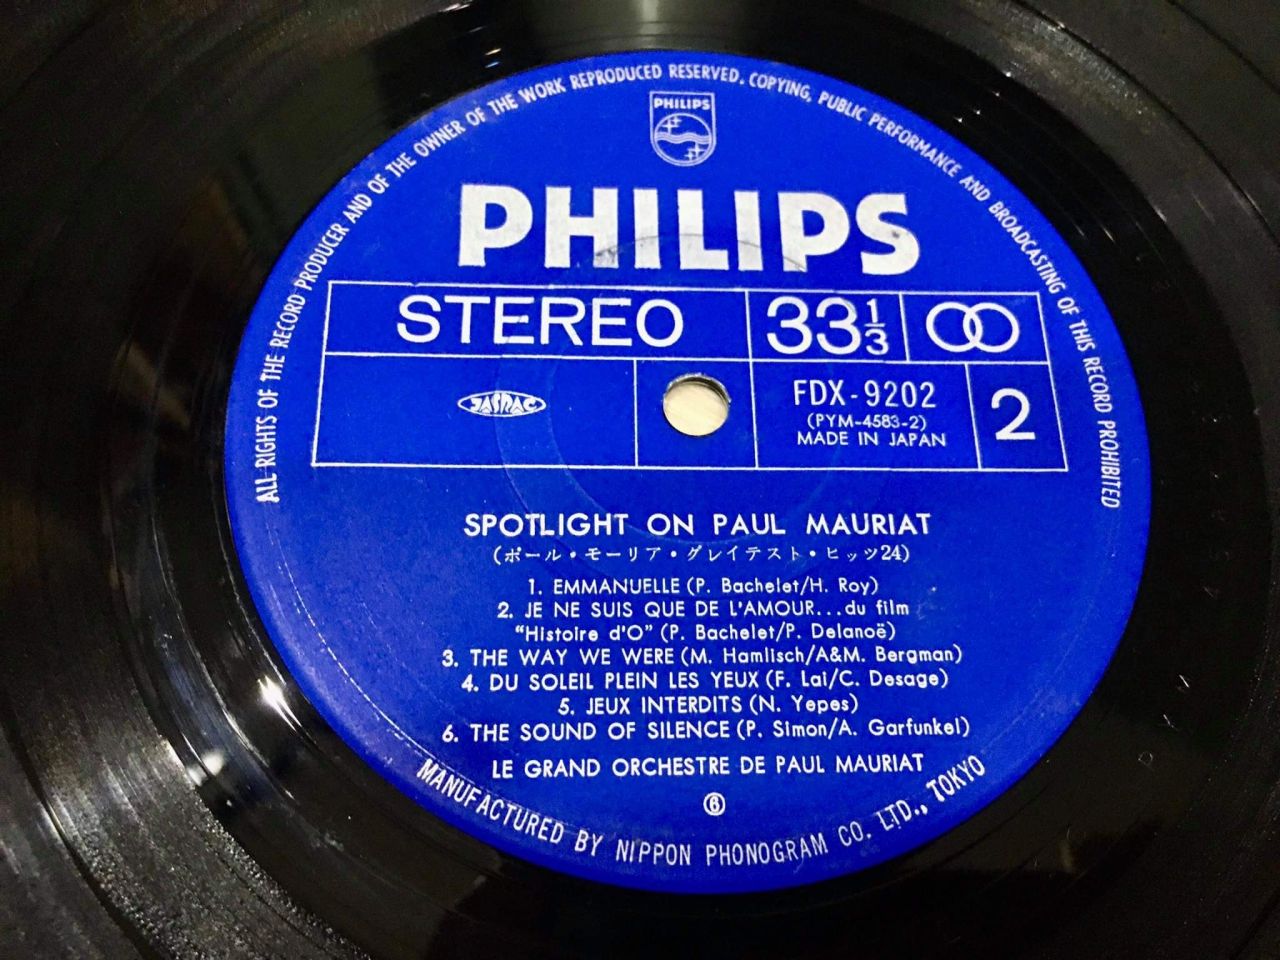 ALL RIGHTS OF THE RECORD PRODUCER AND OF THE OWNER OF THE WORK REPRODUCED RESERVED. COPYING, PUBLIC PERFORMANCE AND BROADCASTING OF THIS RECORD PROHIBITED
PHILIPS
PHILIPS
STEREO 33 1/3
JASRAC
FDX-9202
(PYM-4583-2)
MADE IN JAPAN
2
SPOTLIGHT ON PAUL MAURIAT
(ポール・モーリア・グレイテスト・ヒッツ24)
1. EMMANUELLE (P. Bachelet/H. Roy)
2. JE NE SUIS QUE DE L'AMOUR...du film
"Histoire d'O" (P. Bachelet/P. Delanoë)
3. THE WAY WE WERE (M. Hamlisch/A&M. Bergman)
4. DU SOLEIL PLEIN LES YEUX (F. Lai/C. Desage)
5. JEUX INTERDITS (N. Yepes)
6. THE SOUND OF SILENCE (P. Simon/A. Garfunkel)
LE GRAND ORCHESTRE DE PAUL MAURIAT
⑥
MANUFACTURED BY NIPPON PHONOGRAM CO. LTD., TOKYO